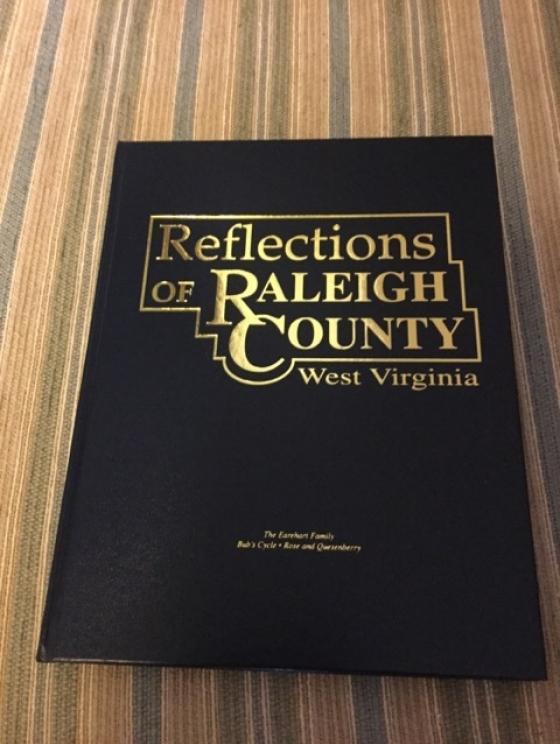 Reflections
OF RALEIGH
COUNTY
West Virginia
The Earehart Family
Bub's Cycle • Rose and Quesenberry